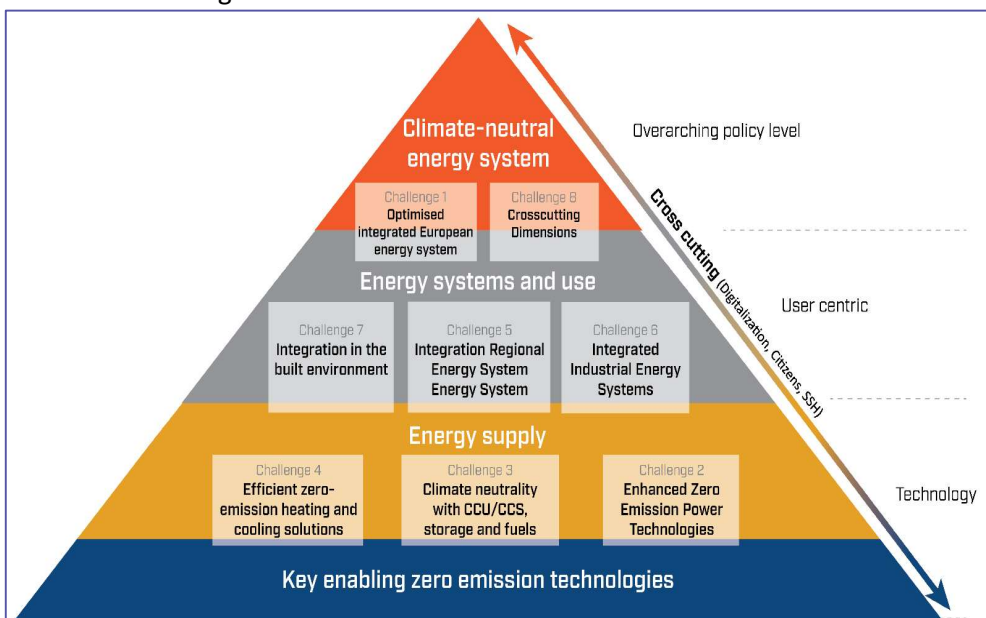 Climate-neutral
energy system
Overarching policy level
Challenge 1
Optimised
integrated European
energy system
Challenge 8
Crosscutting
Dimensions
Cross cutting (Digitalization, Citizens, SSH)
Energy systems and use
User centric
Challenge 7
Integration in the
built environment
Challenge 5
Integration Regional
Energy System
Energy System
Challenge 6
Integrated
Industrial Energy
Systems
Energy supply
Challenge 4
Efficient zero-
emission heating and
cooling solutions
Challenge 3
Climate neutrality
with CCU/CCS,
storage and fuels
Challenge 2
Enhanced Zero
Emission Power
Technologies
Technology
Key enabling zero emission technologies